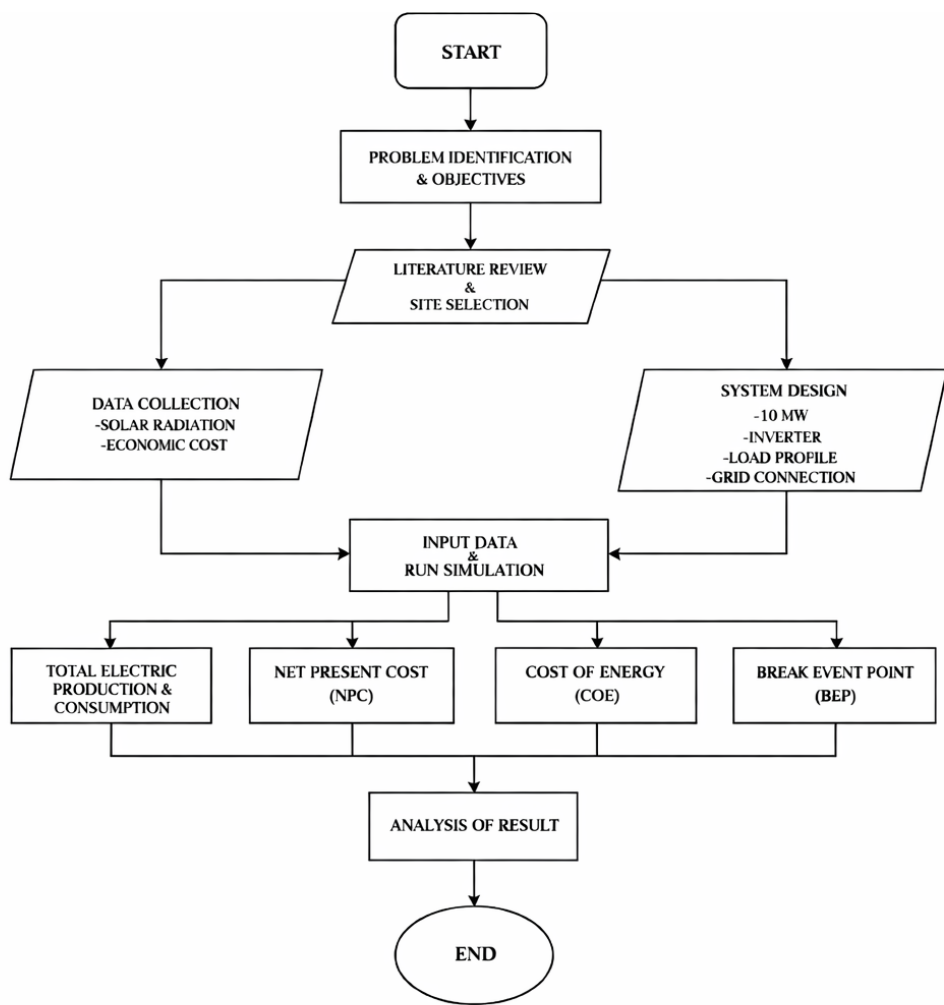 START
PROBLEM IDENTIFICATION
& OBJECTIVES
LITERATURE REVIEW
&
SITE SELECTION
DATA COLLECTION
-SOLAR RADIATION
-ECONOMIC COST
SYSTEM DESIGN
-10 MW
-INVERTER
-LOAD PROFILE
-GRID CONNECTION
INPUT DATA
&
RUN SIMULATION
TOTAL ELECTRIC
PRODUCTION &
CONSUMPTION
NET PRESENT COST
(NPC)
COST OF ENERGY
(COE)
BREAK EVENT POINT
(BEP)
ANALYSIS OF RESULT
END